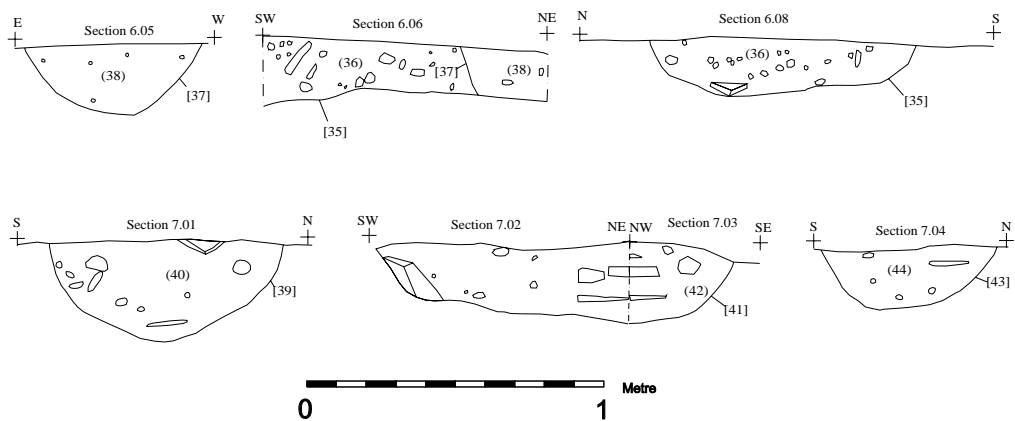 E Section 6.05 W
(38)
[37]
SW Section 6.06 NE
(36) [37] (38)
[35]
N Section 6.08 S
(36)
[35]
S Section 7.01 N
(40)
[39]
SW Section 7.02 NE NW Section 7.03 SE
(42)
[41]
S Section 7.04 N
(44)
[43]
Metre
0 1